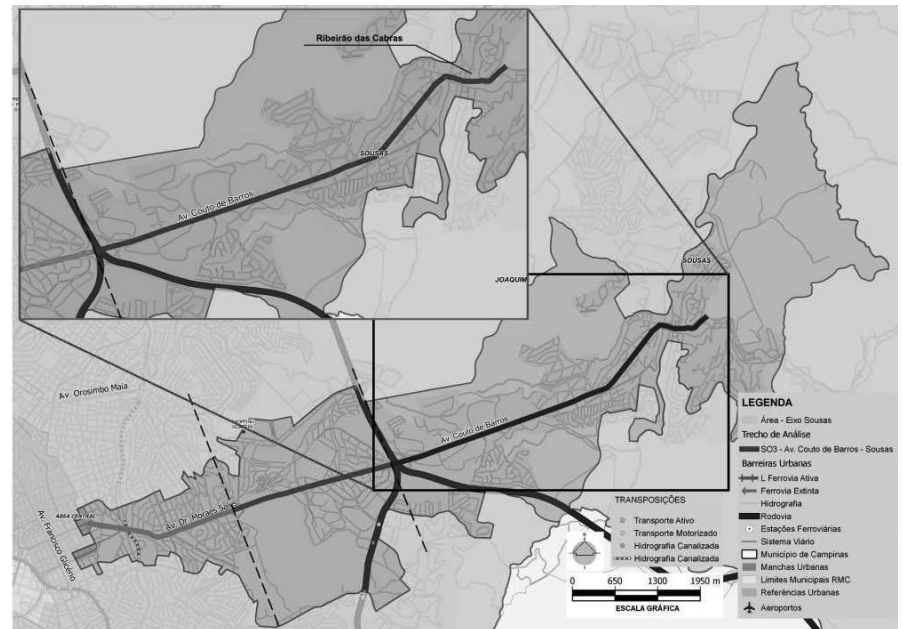 Ribeirão das Cabras
SOUSAS
Av. Couto de Barros
JOAQUIM
SOUSAS
Av. Orosimbo Maia
Av. Couto de Barros
Av. Dr. Moraes Sales
ÁREA CENTRAL
Av. Francisco Glicério
TRANSPOSIÇÕES
Transporte Ativo
Transporte Motorizado
Hidrografia Canalizada
Hidrografia Canalizada
0 650 1300 1950 m
ESCALA GRÁFICA
LEGENDA
Área - Eixo Sousas
Trecho de Análise
SO3 - Av. Couto de Barros - Sousas
Barreiras Urbanas
L Ferrovia Ativa
Ferrovia Extinta
Hidrografia
Rodovia
Estações Ferroviárias
Sistema Viário
Município de Campinas
Manchas Urbanas
Limites Municipais RMC
Referências Urbanas
Aeroportos